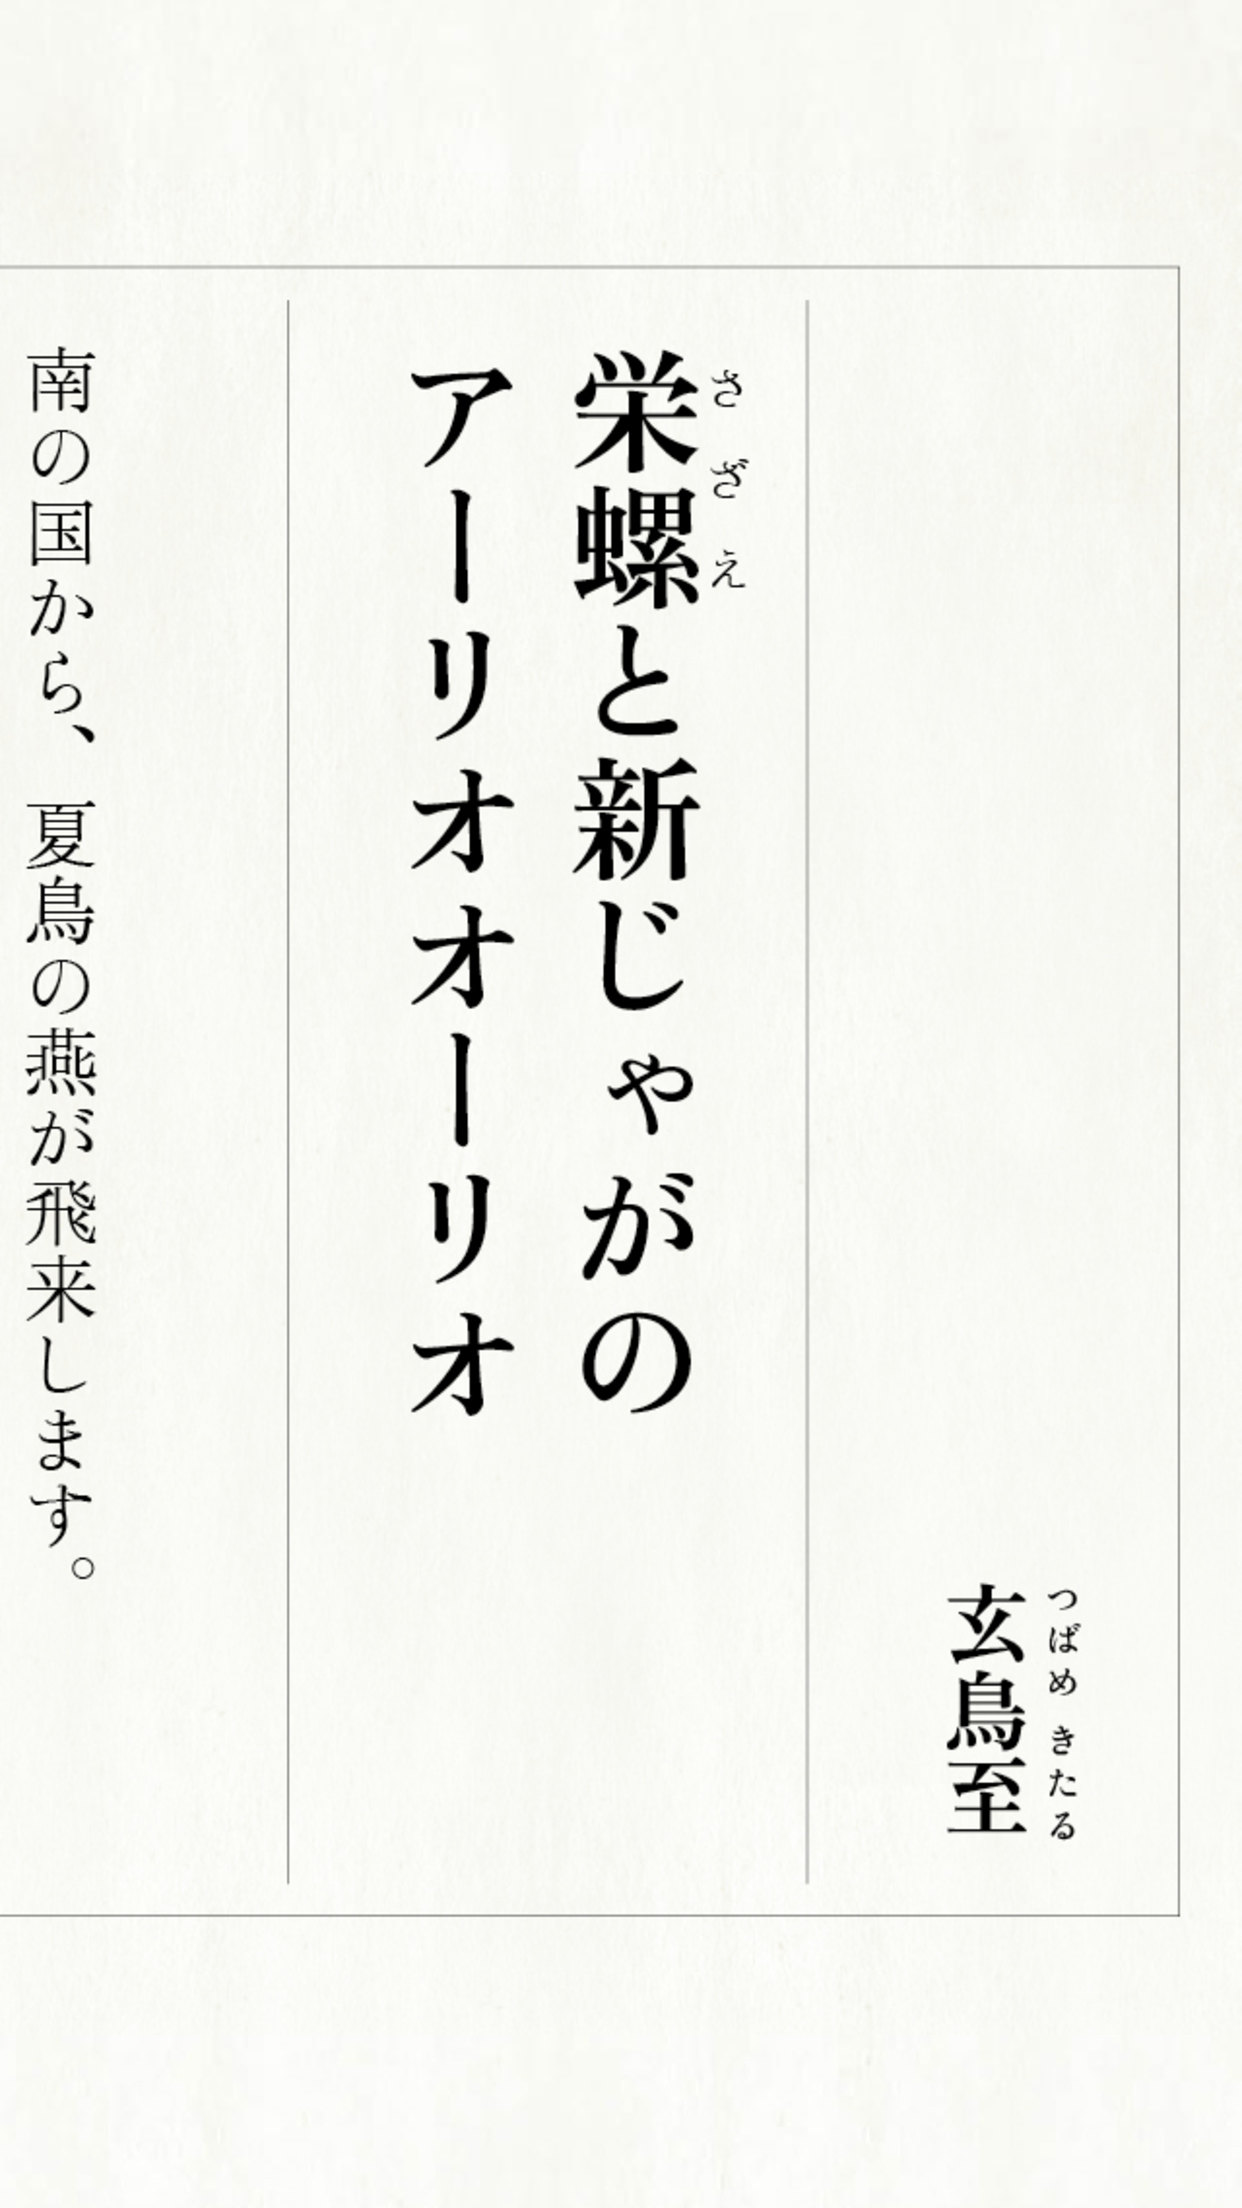 つばめ きたる
玄鳥至
さざえ
栄螺と新じゃがの
アーリオオーリオ
南の国から、夏鳥の燕が飛来します。